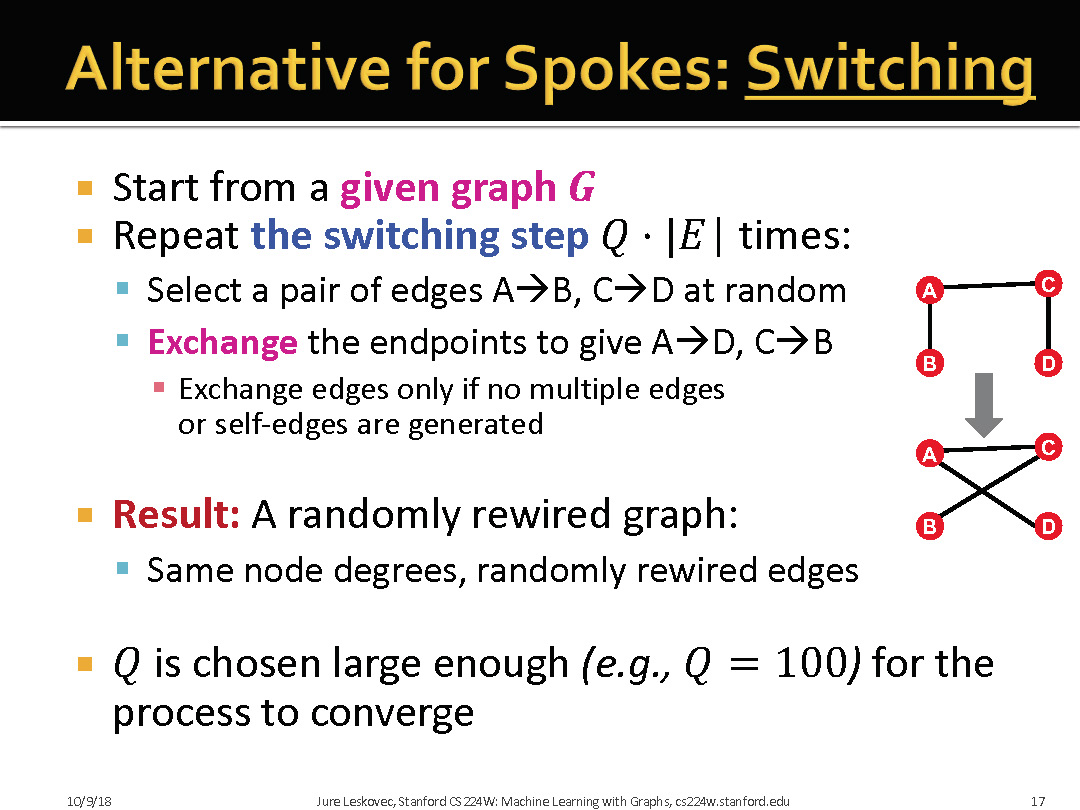 Alternative for Spokes: Switching
Start from a given graph G
Repeat the switching step Q · |E| times:
Select a pair of edges A→B, C→D at random
Exchange the endpoints to give A→D, C→B
Exchange edges only if no multiple edges
or self-edges are generated
A C
B D
A C
B D
Result: A randomly rewired graph:
Same node degrees, randomly rewired edges
Q is chosen large enough (e.g., Q = 100) for the
process to converge
10/9/18 Jure Leskovec, Stanford CS224W: Machine Learning with Graphs, cs224w.stanford.edu 17